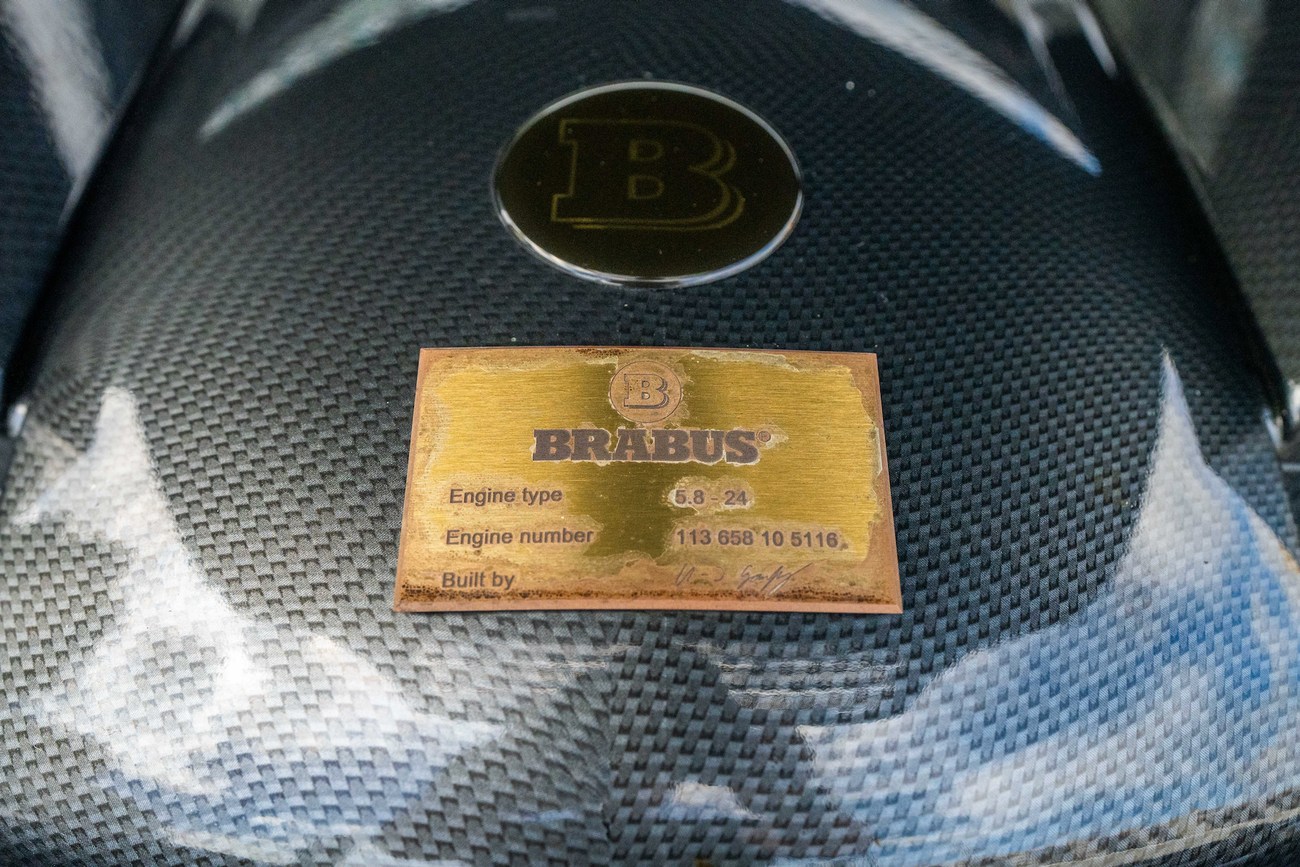 B
B
BRABUS®
Engine type 5.8 - 24
Engine number 113 658 10 5116
Built by